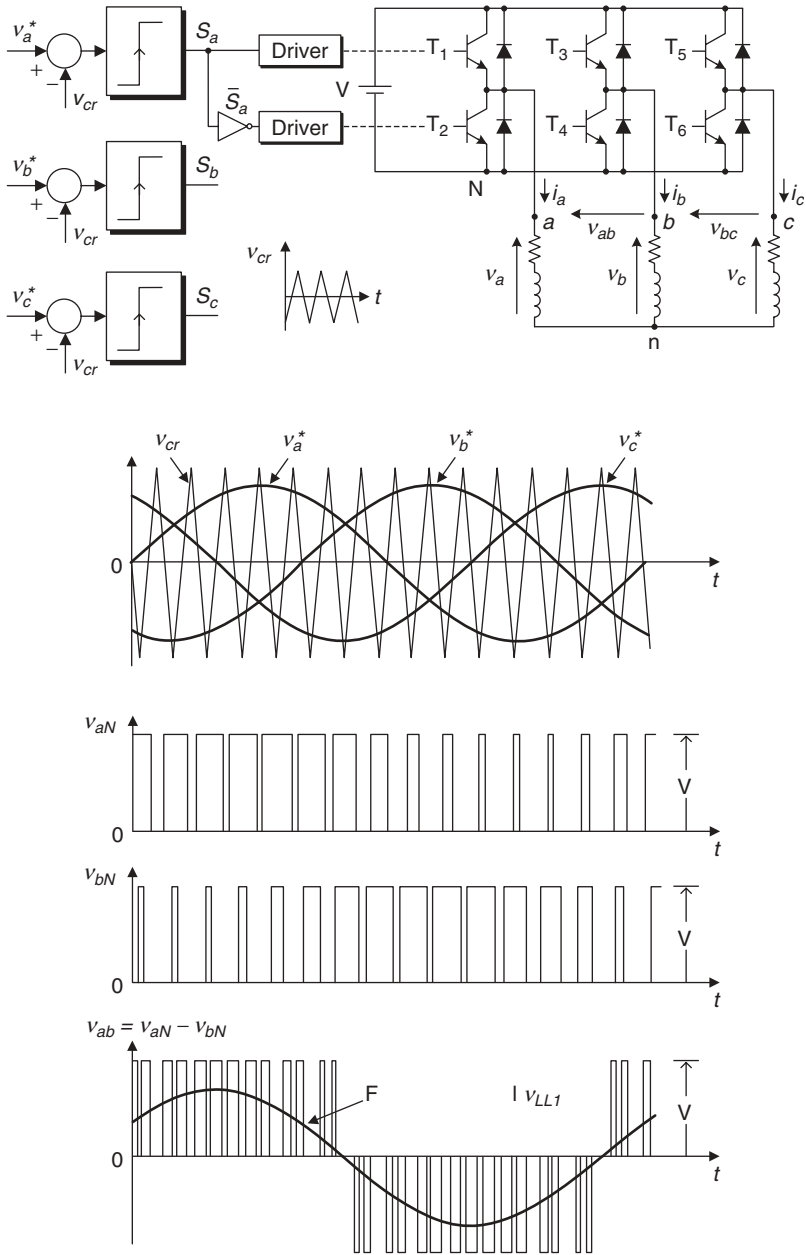 v_a^*
+
−
v_cr
S_a
Driver
S̄_a
Driver
V
T_1
T_3
T_5
T_2
T_4
T_6
N
v_b^*
+
−
v_cr
S_b
v_c^*
+
−
v_cr
S_c
v_cr
t
i_a
i_b
i_c
a
v_ab
b
v_bc
c
v_a
v_b
v_c
n
v_cr
v_a^*
v_b^*
v_c^*
0
t
v_aN
V
0
t
v_bN
V
0
t
v_ab = v_aN − v_bN
F
l v_LL1
V
0
t